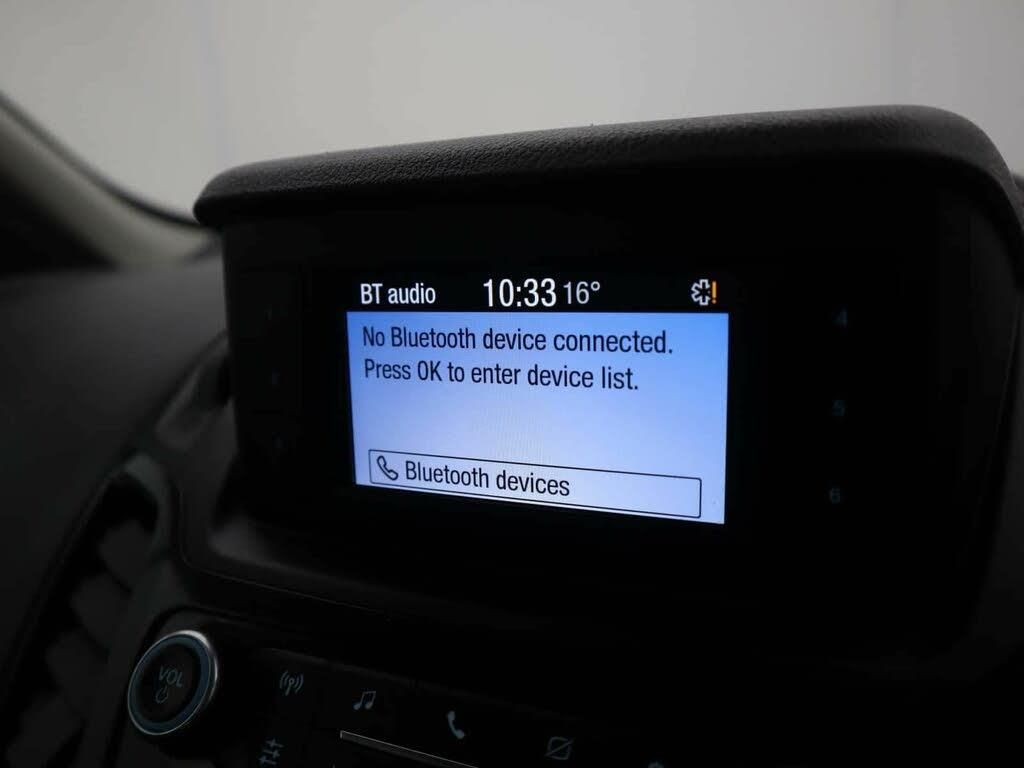 BT audio 10:33 16°
No Bluetooth device connected.
Press OK to enter device list.
Bluetooth devices
4
5
6
VOL